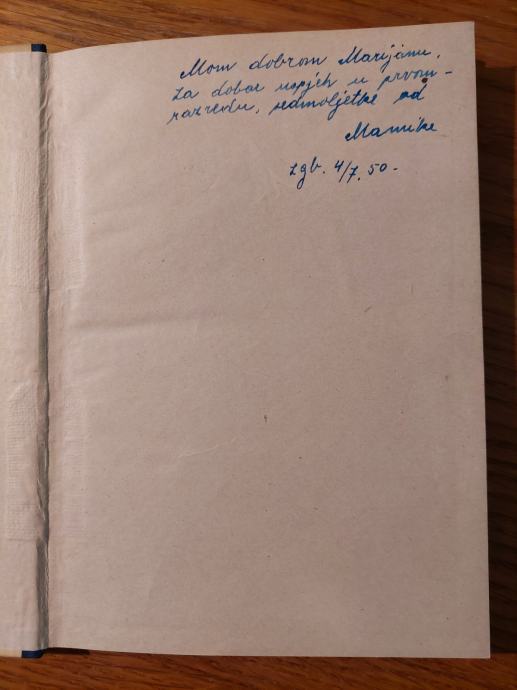 Mom dobrom Marijanu,
za dobar uspjeh u prvom-
razredu, sedmoljetke od
Mamike
Zgb. 4/7. 50.-